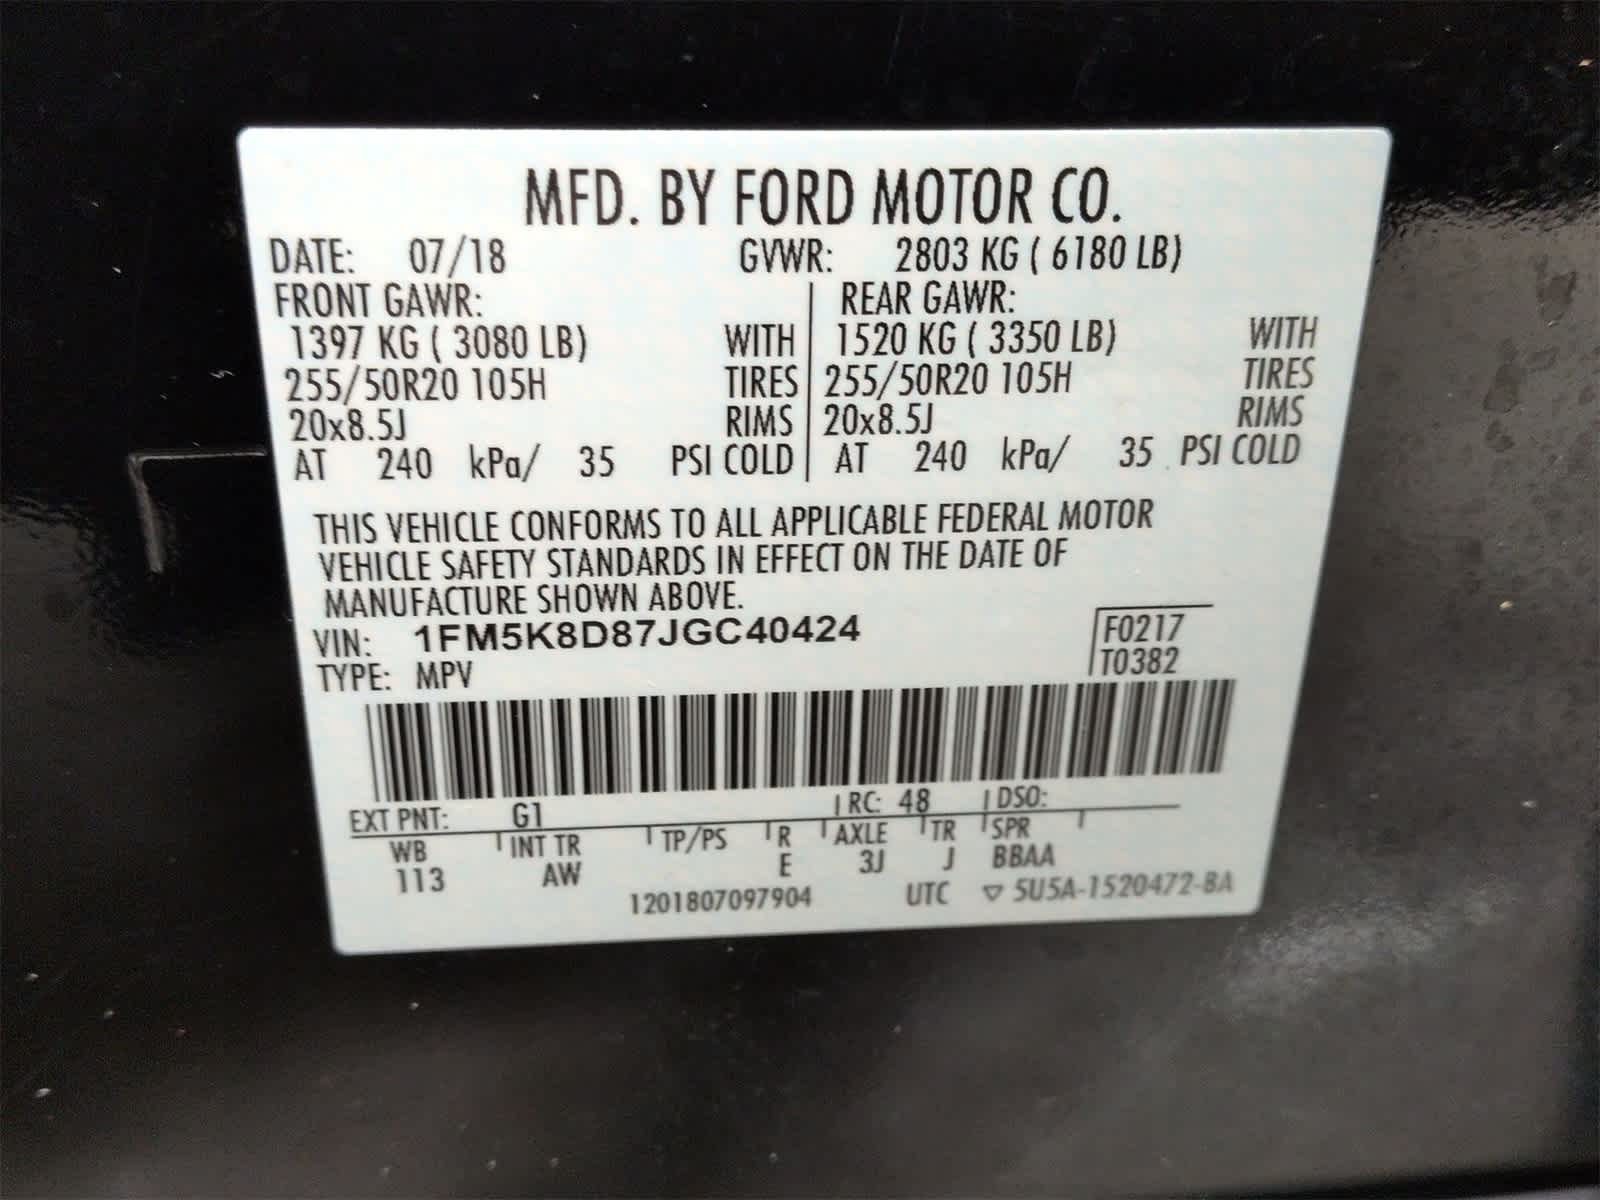 MFD. BY FORD MOTOR CO.
DATE: 07/18 GVWR: 2803 KG ( 6180 LB)
FRONT GAWR: REAR GAWR:
1397 KG ( 3080 LB) WITH 1520 KG ( 3350 LB) WITH
255/50R20 105H TIRES 255/50R20 105H TIRES
20x8.5J RIMS 20x8.5J RIMS
AT 240 kPa/ 35 PSI COLD AT 240 kPa/ 35 PSI COLD
THIS VEHICLE CONFORMS TO ALL APPLICABLE FEDERAL MOTOR
VEHICLE SAFETY STANDARDS IN EFFECT ON THE DATE OF
MANUFACTURE SHOWN ABOVE.
VIN: 1FM5K8D87JGC40424 F0217
TYPE: MPV T0382
EXT PNT: G1 RC: 48 DSO:
WB INT TR TP/PS R AXLE TR SPR
113 AW E 3J J BBAA
1201807097904 UTC ▽ 5U5A-1520472-BA